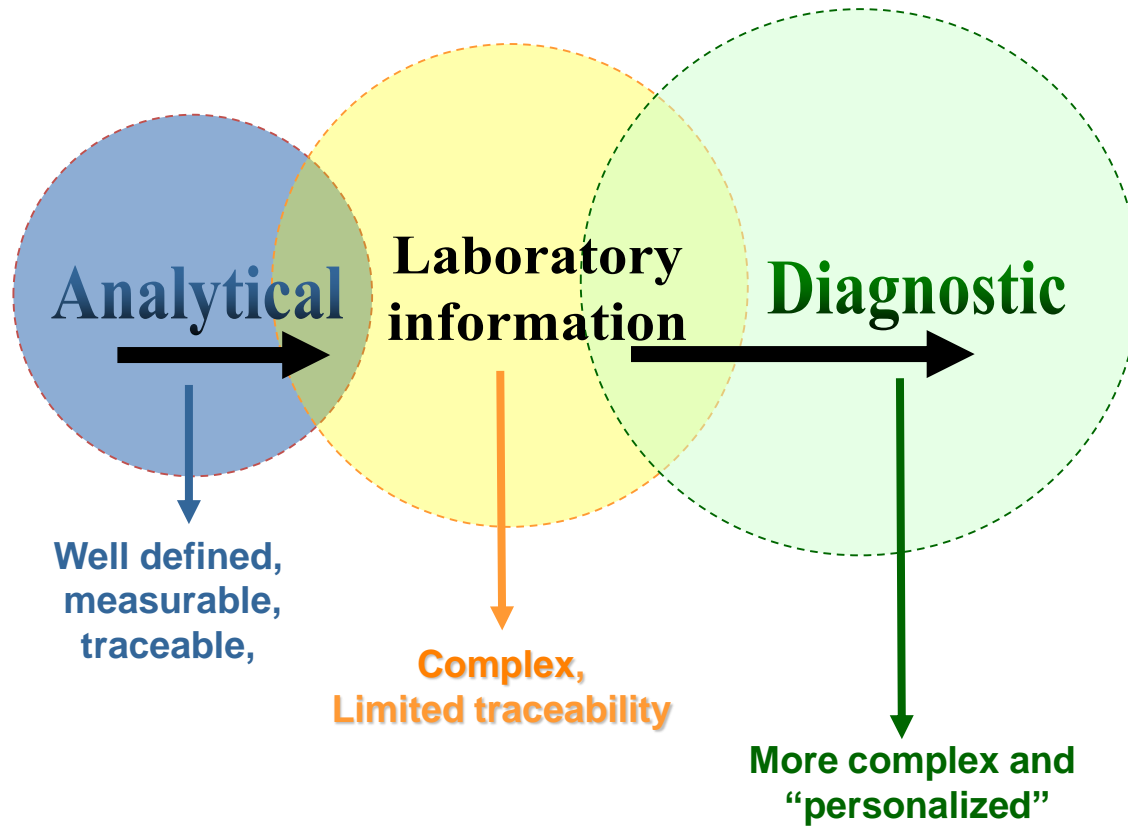 Analytical
Laboratory
information
Diagnostic
Well defined,
measurable,
traceable,
Complex,
Limited traceability
More complex and
“personalized”